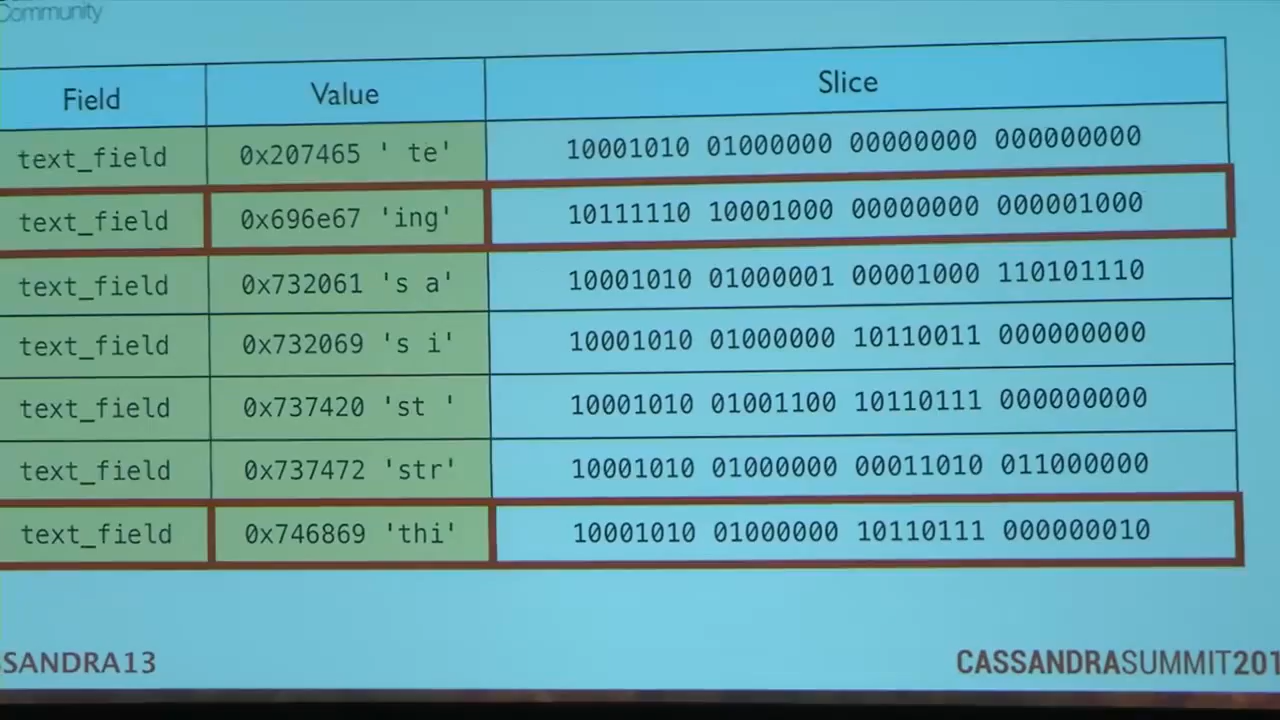 Community
Field Value Slice
text_field 0x207465 ' te' 10001010 01000000 00000000 000000000
text_field 0x696e67 'ing' 10111110 10001000 00000000 000001000
text_field 0x732061 's a' 10001010 01000001 00001000 110101110
text_field 0x732069 's i' 10001010 01000000 10110011 000000000
text_field 0x737420 'st ' 10001010 01001100 10110111 000000000
text_field 0x737472 'str' 10001010 01000000 00011010 011000000
text_field 0x746869 'thi' 10001010 01000000 10110111 000000010
SSANDRA13 CASSANDRASUMMIT201